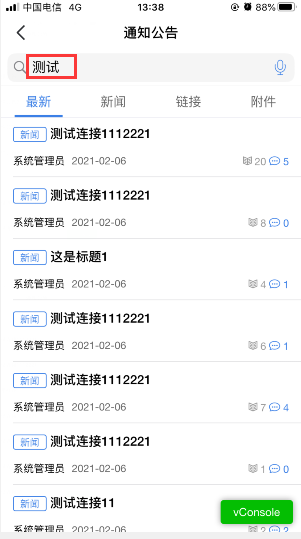 中国电信 4G 13:38 88%
通知公告
测试
最新 新闻 链接 附件
新闻 测试连接1112221
系统管理员 2021-02-06 20 5
新闻 测试连接1112221
系统管理员 2021-02-06 8 0
新闻 这是标题1
系统管理员 2021-02-06 4 1
新闻 测试连接1112221
系统管理员 2021-02-06 6 1
新闻 测试连接1112221
系统管理员 2021-02-06 7 4
新闻 测试连接1112221
系统管理员 2021-02-06 1 0
新闻 测试连接11
vConsole
系统管理员 2021-02-06 2 2